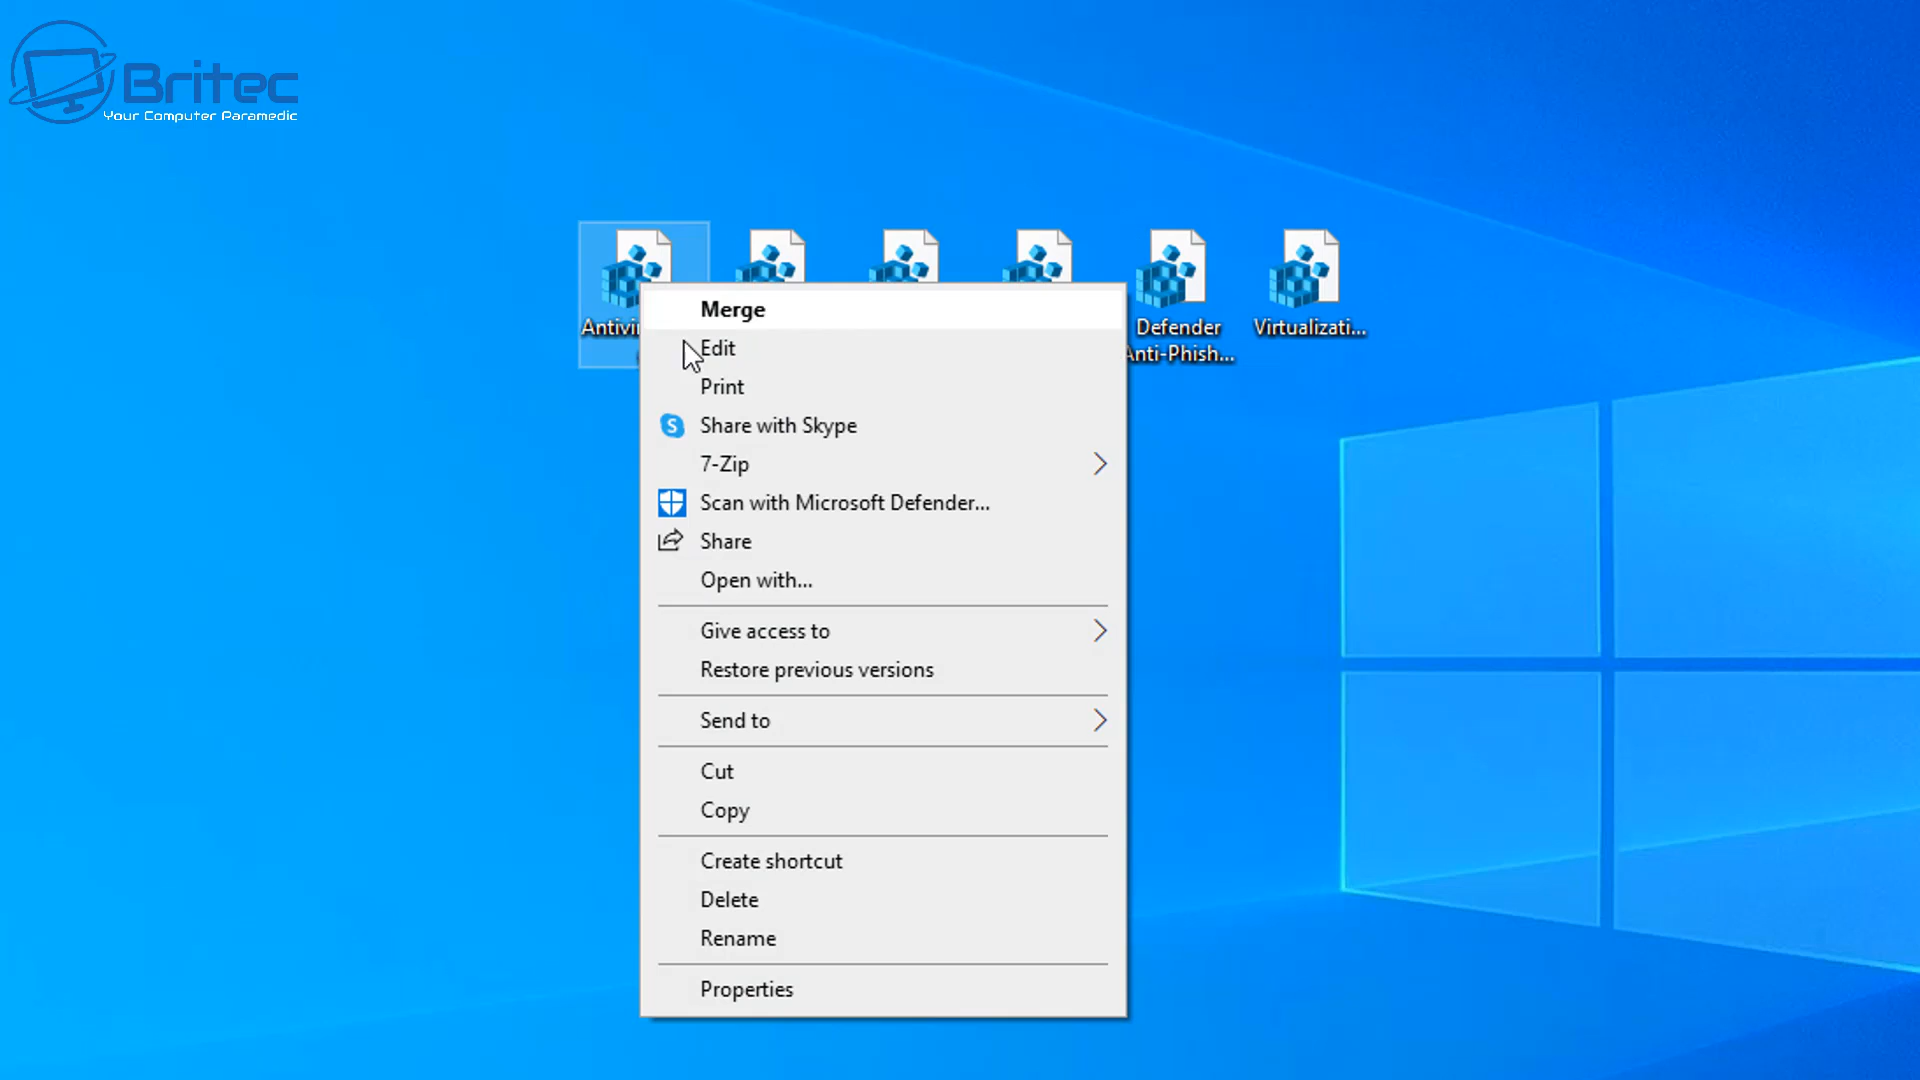 Britec
Your Computer Paramedic
Defender
Anti-Phish...
Virtualizati...
Merge
Edit
Print
Share with Skype
7-Zip
Scan with Microsoft Defender...
Share
Open with...
Give access to
Restore previous versions
Send to
Cut
Copy
Create shortcut
Delete
Rename
Properties